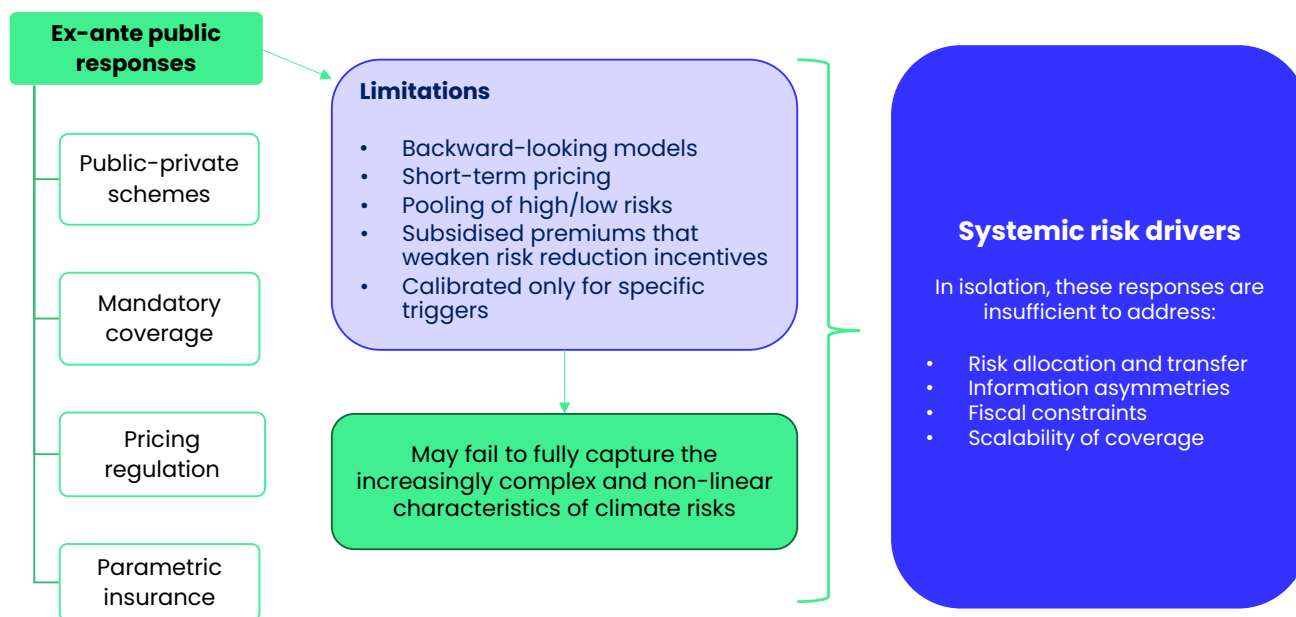 Ex-ante public
responses
Public-private
schemes
Mandatory
coverage
Pricing
regulation
Parametric
insurance
Limitations
• Backward-looking models
• Short-term pricing
• Pooling of high/low risks
• Subsidised premiums that
weaken risk reduction incentives
• Calibrated only for specific
triggers
May fail to fully capture the
increasingly complex and non-linear
characteristics of climate risks
Systemic risk drivers
In isolation, these responses are
insufficient to address:
• Risk allocation and transfer
• Information asymmetries
• Fiscal constraints
• Scalability of coverage